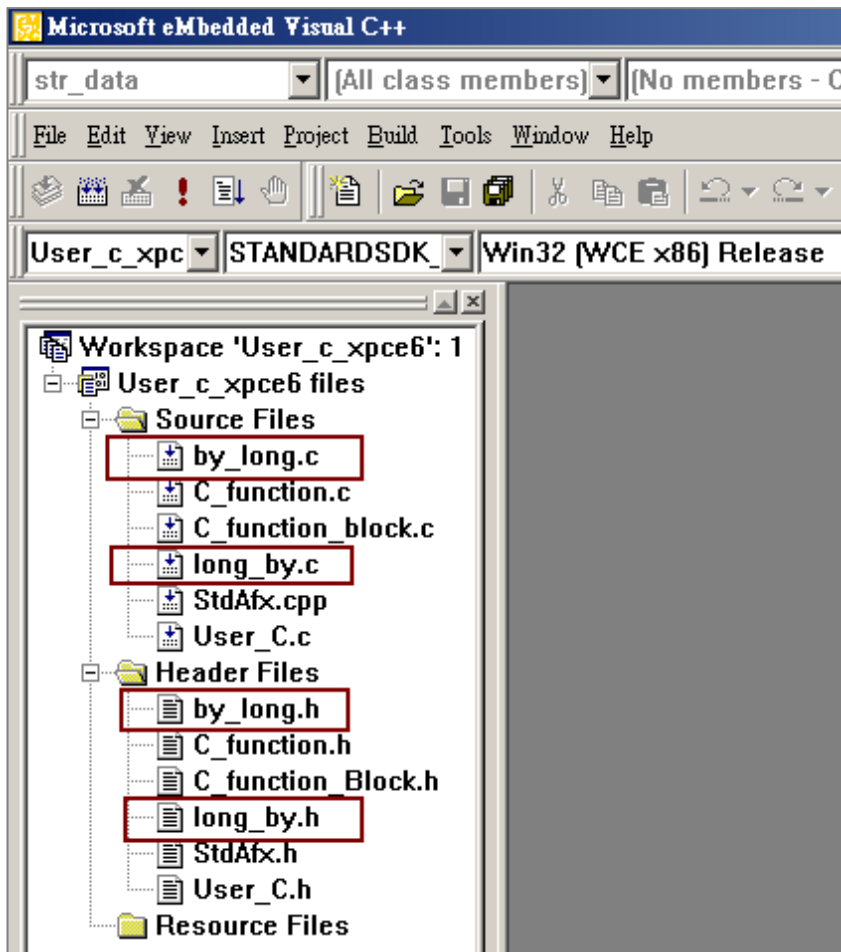 Microsoft eMbedded Visual C++
str_data (All class members) (No members - C
File Edit View Insert Project Build Tools Window Help
User_c_xpc STANDARDSDK_ Win32 (WCE x86) Release
Workspace 'User_c_xpce6': 1
User_c_xpce6 files
Source Files
by_long.c
C_function.c
C_function_block.c
long_by.c
StdAfx.cpp
User_C.c
Header Files
by_long.h
C_function.h
C_function_Block.h
long_by.h
StdAfx.h
User_C.h
Resource Files